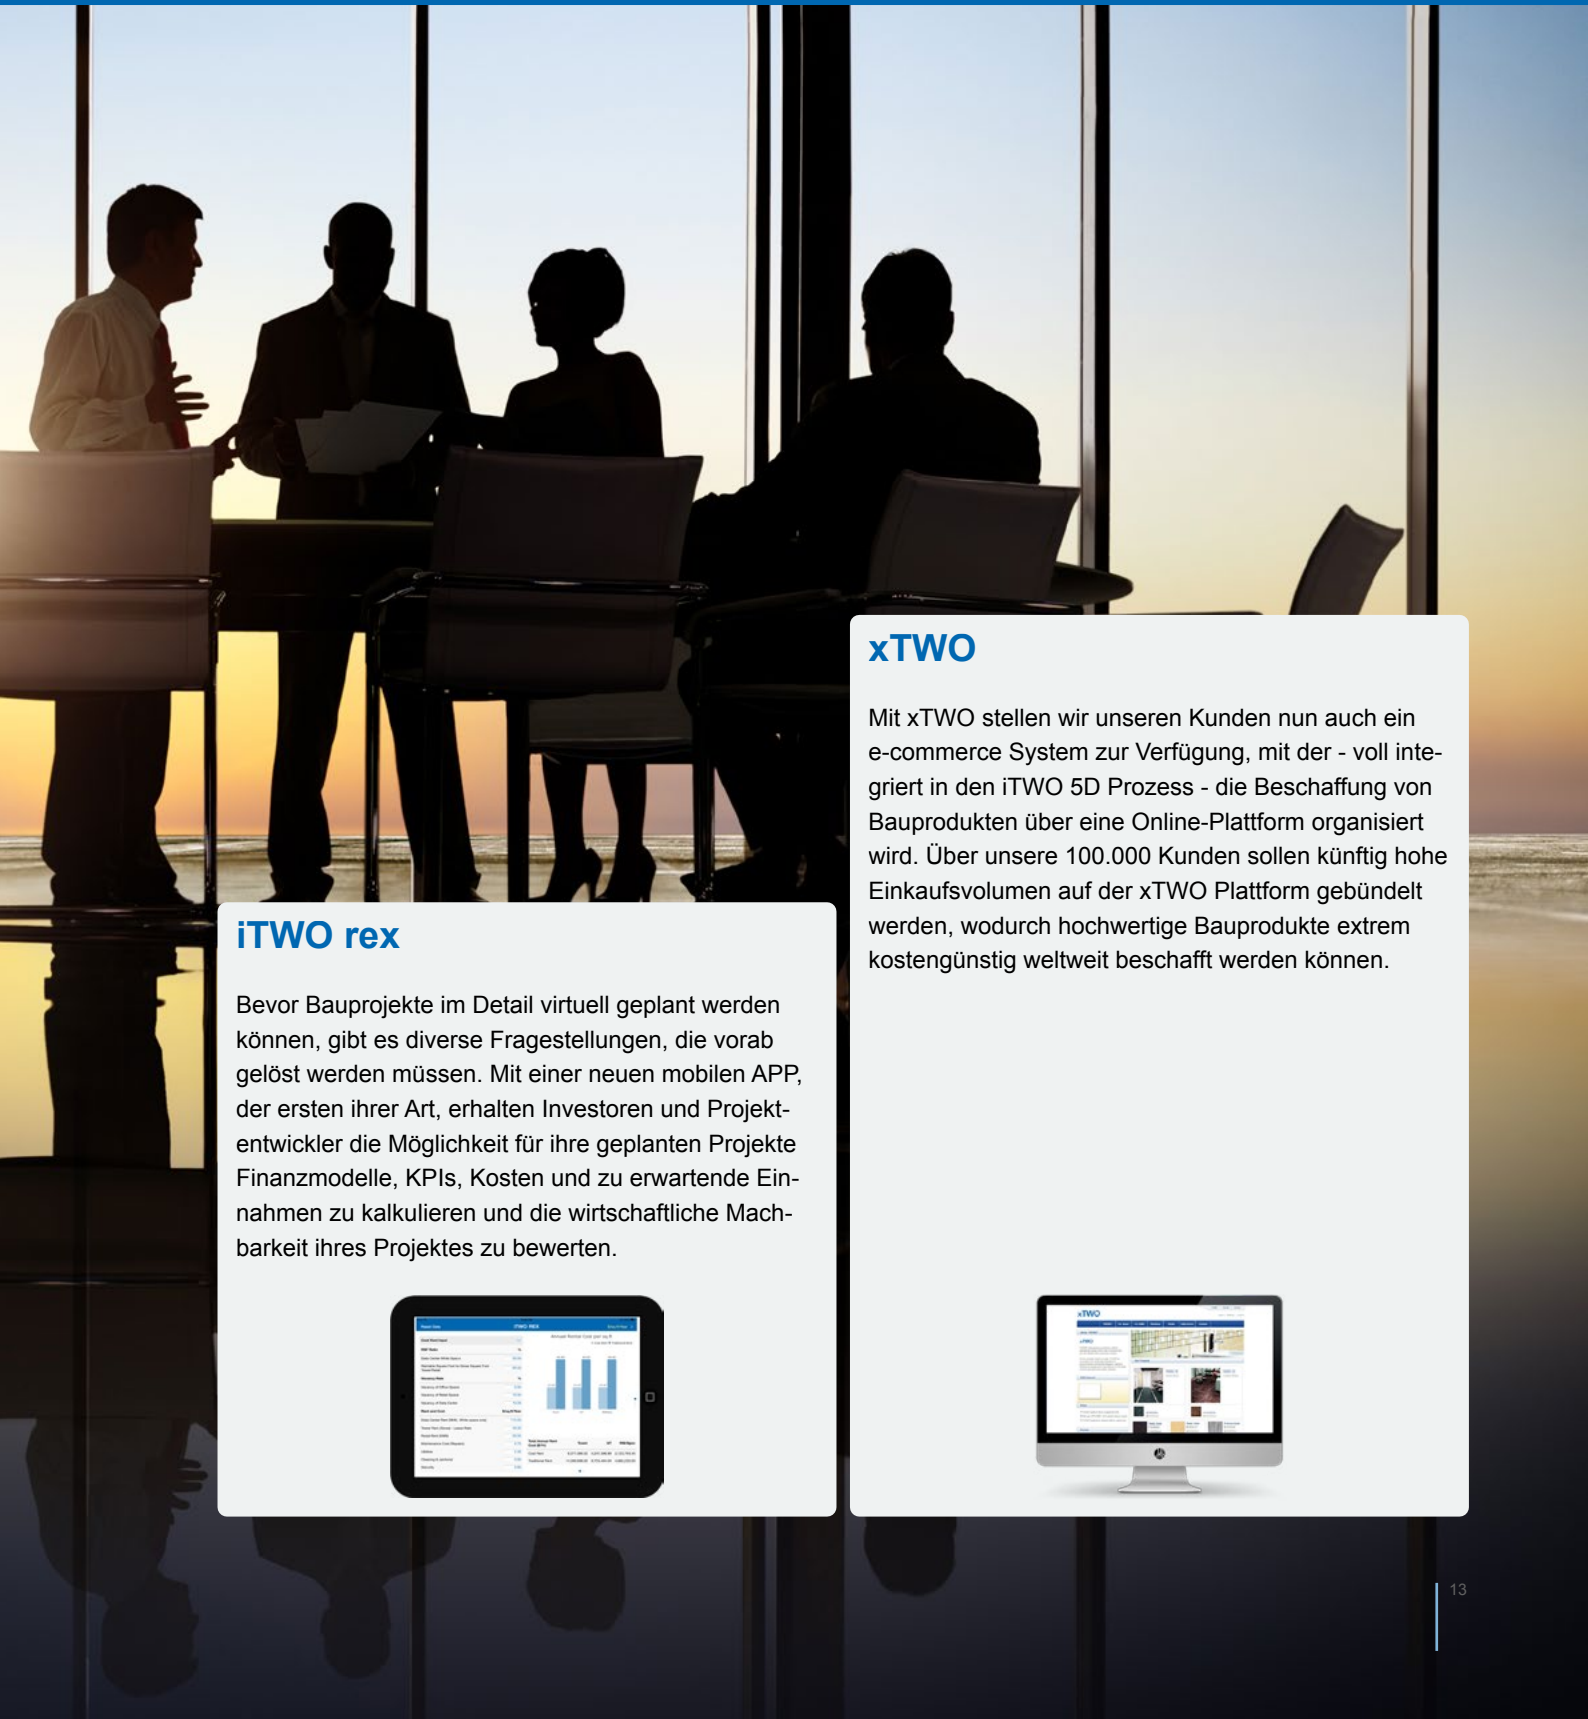 xTWO
Mit xTWO stellen wir unseren Kunden nun auch ein
e-commerce System zur Verfügung, mit der - voll inte-
griert in den iTWO 5D Prozess - die Beschaffung von
Bauprodukten über eine Online-Plattform organisiert
wird. Über unsere 100.000 Kunden sollen künftig hohe
Einkaufsvolumen auf der xTWO Plattform gebündelt
werden, wodurch hochwertige Bauprodukte extrem
kostengünstig weltweit beschafft werden können.
iTWO rex
Bevor Bauprojekte im Detail virtuell geplant werden
können, gibt es diverse Fragestellungen, die vorab
gelöst werden müssen. Mit einer neuen mobilen APP,
der ersten ihrer Art, erhalten Investoren und Projekt-
entwickler die Möglichkeit für ihre geplanten Projekte
Finanzmodelle, KPIs, Kosten und zu erwartende Ein-
nahmen zu kalkulieren und die wirtschaftliche Mach-
barkeit ihres Projektes zu bewerten.
iTWO REX
Annual Rental Cost per sq ft
xTWO
13